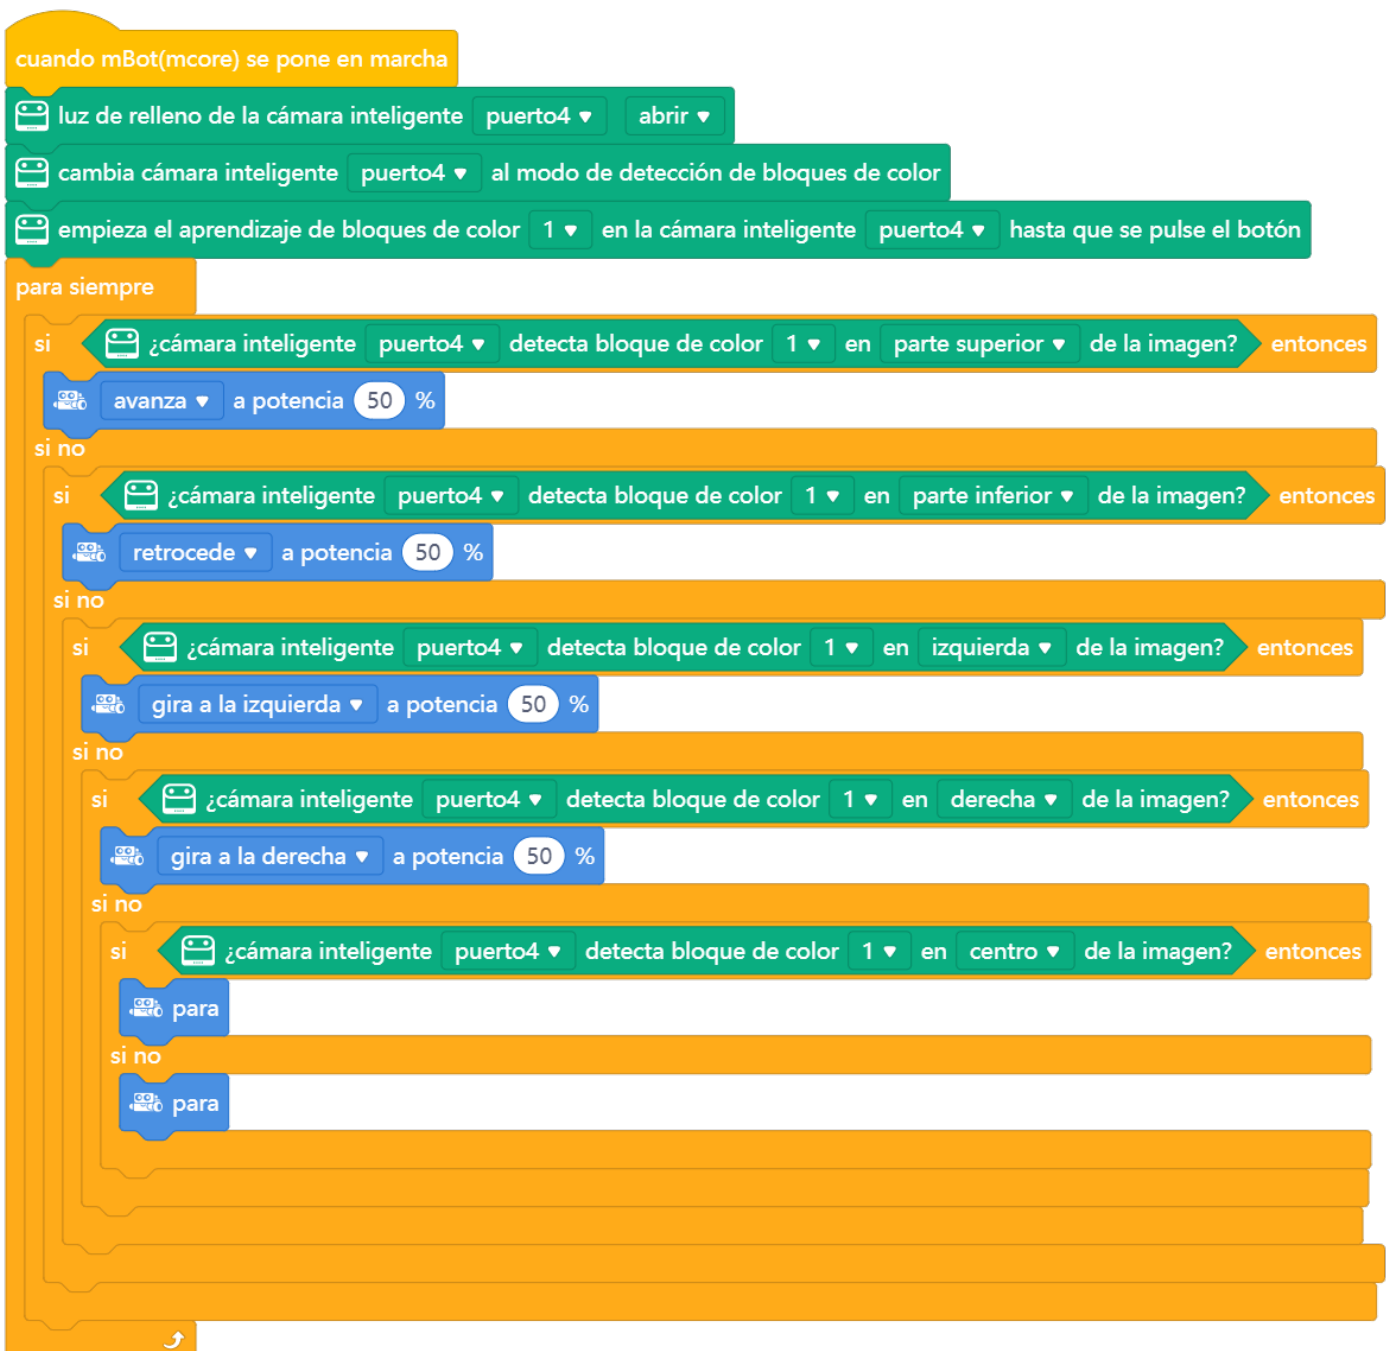 cuando mBot(mcore) se pone en marcha
luz de relleno de la cámara inteligente puerto4 abrir
cambia cámara inteligente puerto4 al modo de detección de bloques de color
empieza el aprendizaje de bloques de color 1 en la cámara inteligente puerto4 hasta que se pulse el botón
para siempre
si ¿cámara inteligente puerto4 detecta bloque de color 1 en parte superior de la imagen? entonces
avanza a potencia 50 %
si no
si ¿cámara inteligente puerto4 detecta bloque de color 1 en parte inferior de la imagen? entonces
retrocede a potencia 50 %
si no
si ¿cámara inteligente puerto4 detecta bloque de color 1 en izquierda de la imagen? entonces
gira a la izquierda a potencia 50 %
si no
si ¿cámara inteligente puerto4 detecta bloque de color 1 en derecha de la imagen? entonces
gira a la derecha a potencia 50 %
si no
si ¿cámara inteligente puerto4 detecta bloque de color 1 en centro de la imagen? entonces
para
si no
para